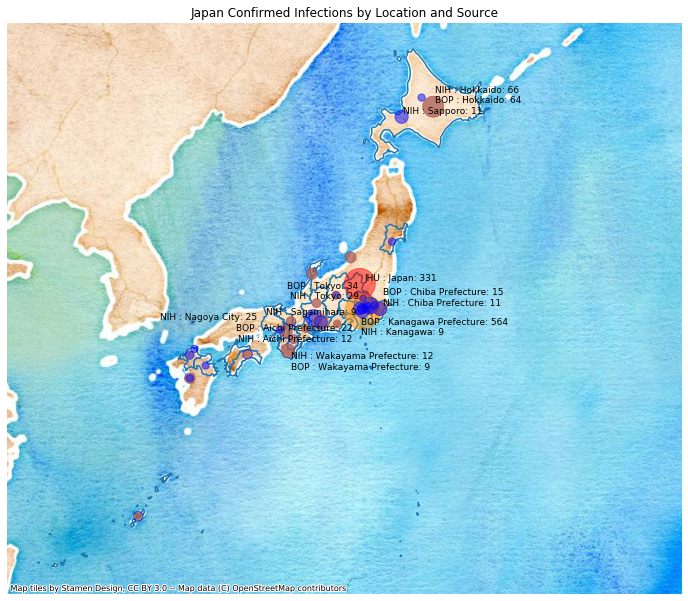 Japan Confirmed Infections by Location and Source
NIH : Hokkaido: 66
BOP : Hokkaido: 64
NIH : Sapporo: 11
JHU : Japan: 331
BOP : Tokyo: 34
BOP : Chiba Prefecture: 15
NIH : Tokyo: 29
NIH : Chiba Prefecture: 11
NIH : Sagamihara: 9
NIH : Nagoya City: 25
BOP : Kanagawa Prefecture: 564
BOP : Aichi Prefecture: 22
NIH : Kanagawa: 9
NIH : Aichi Prefecture: 12
NIH : Wakayama Prefecture: 12
BOP : Wakayama Prefecture: 9
Map tiles by Stamen Design, CC BY 3.0 -- Map data (C) OpenStreetMap contributors